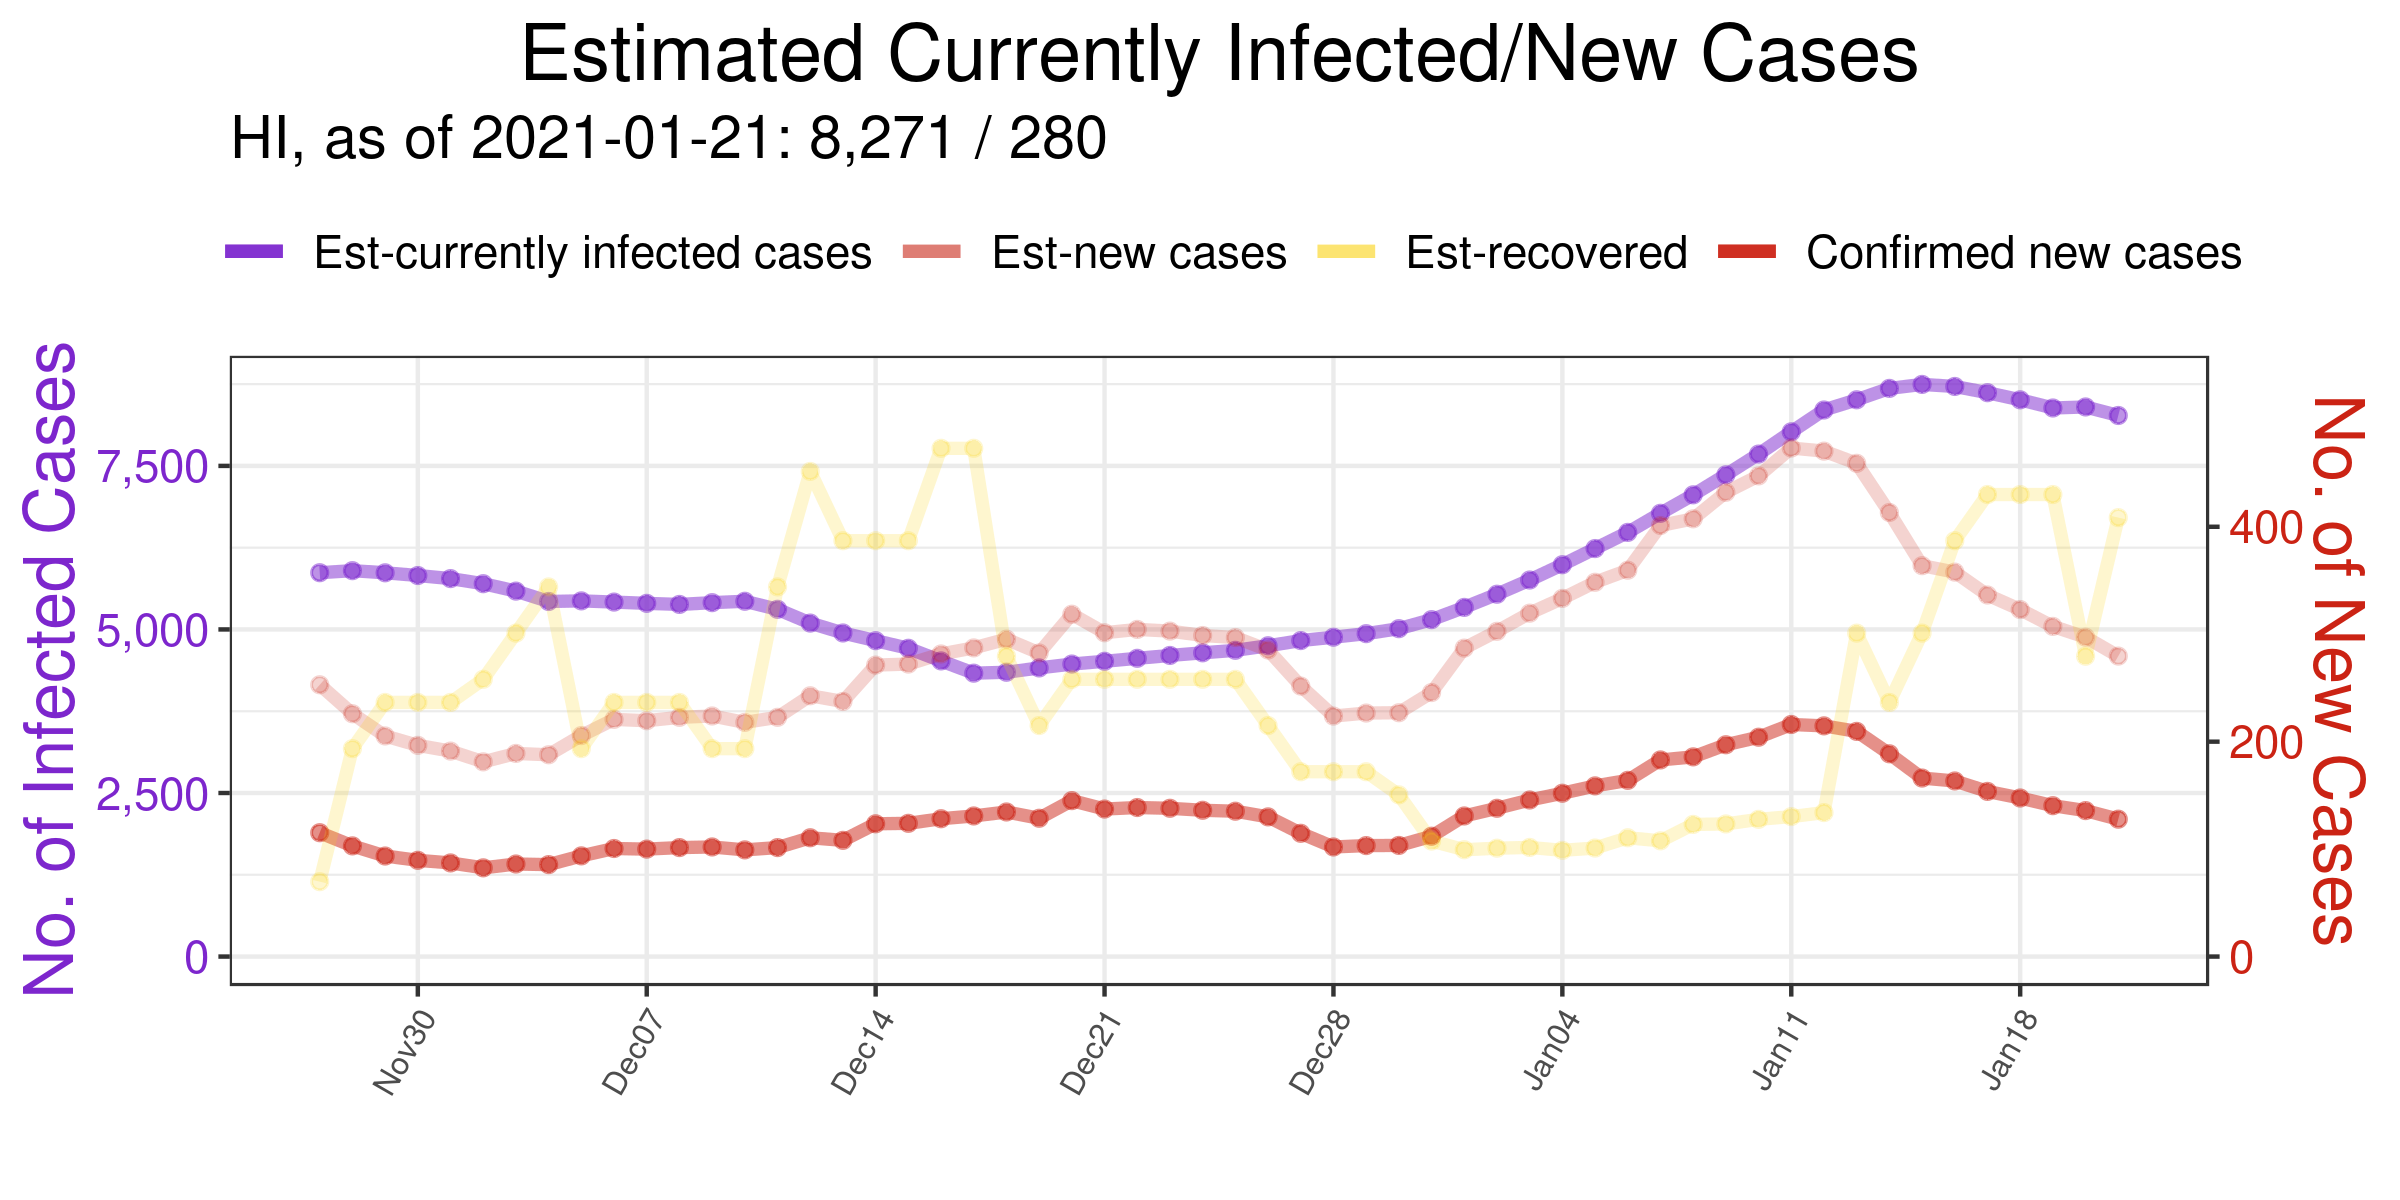 Estimated Currently Infected/New Cases
HI, as of 2021-01-21: 8,271 / 280
Est-currently infected cases Est-new cases Est-recovered Confirmed new cases
No. of Infected Cases
7,500
5,000
2,500
0
No. of New Cases
400
200
0
Nov30 Dec07 Dec14 Dec21 Dec28 Jan04 Jan11 Jan18